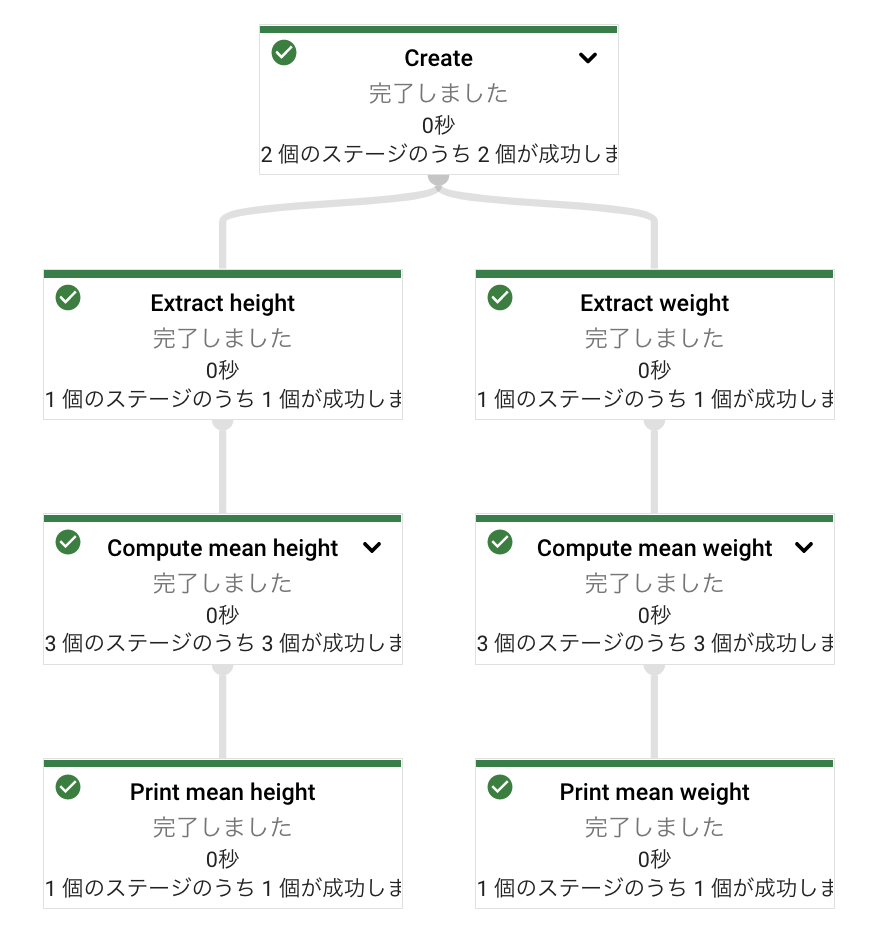 Create
完了しました
0秒
2 個のステージのうち 2 個が成功しま
Extract height
完了しました
0秒
1 個のステージのうち 1 個が成功しま
Extract weight
完了しました
0秒
1 個のステージのうち 1 個が成功しま
Compute mean height
完了しました
0秒
3 個のステージのうち 3 個が成功しま
Compute mean weight
完了しました
0秒
3 個のステージのうち 3 個が成功しま
Print mean height
完了しました
0秒
1 個のステージのうち 1 個が成功しま
Print mean weight
完了しました
0秒
1 個のステージのうち 1 個が成功しま